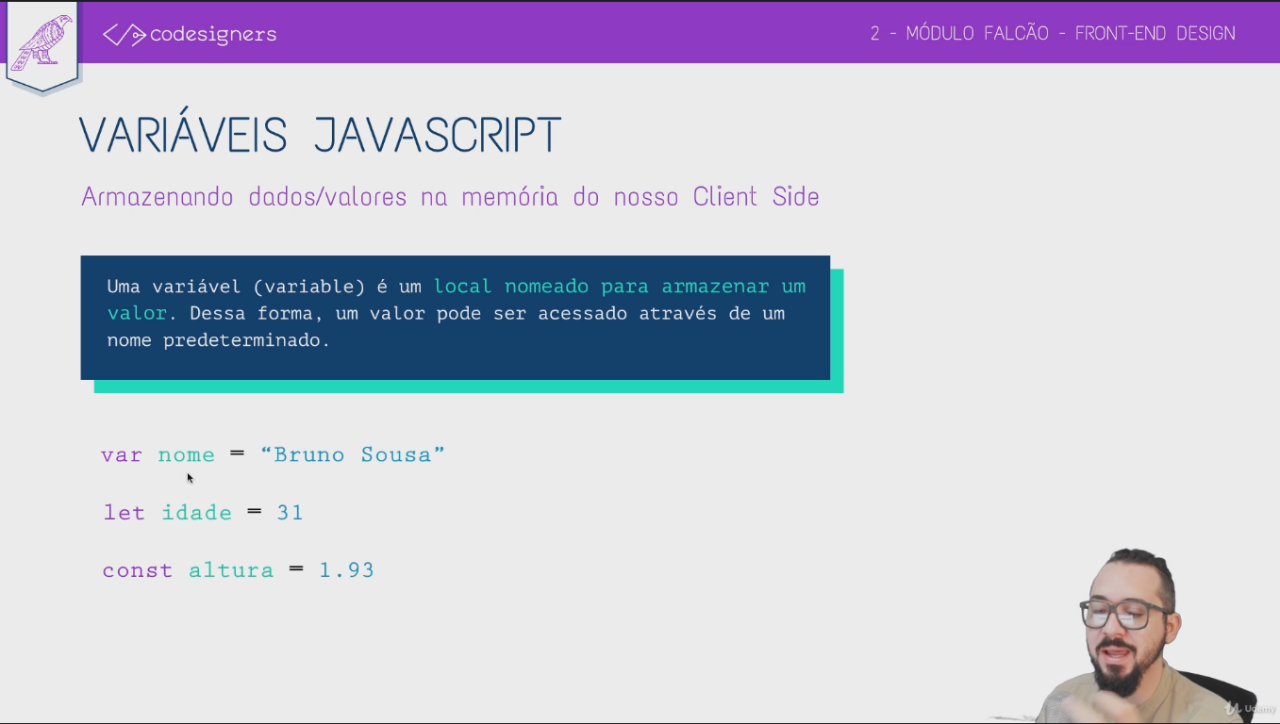 codesigners
2 - MÓDULO FALCÃO - FRONT-END DESIGN
VARIÁVEIS JAVASCRIPT
Armazenando dados/valores na memória do nosso Client Side
Uma variável (variable) é um local nomeado para armazenar um
valor. Dessa forma, um valor pode ser acessado através de um
nome predeterminado.
var nome = “Bruno Sousa”
let idade = 31
const altura = 1.93
Udemy